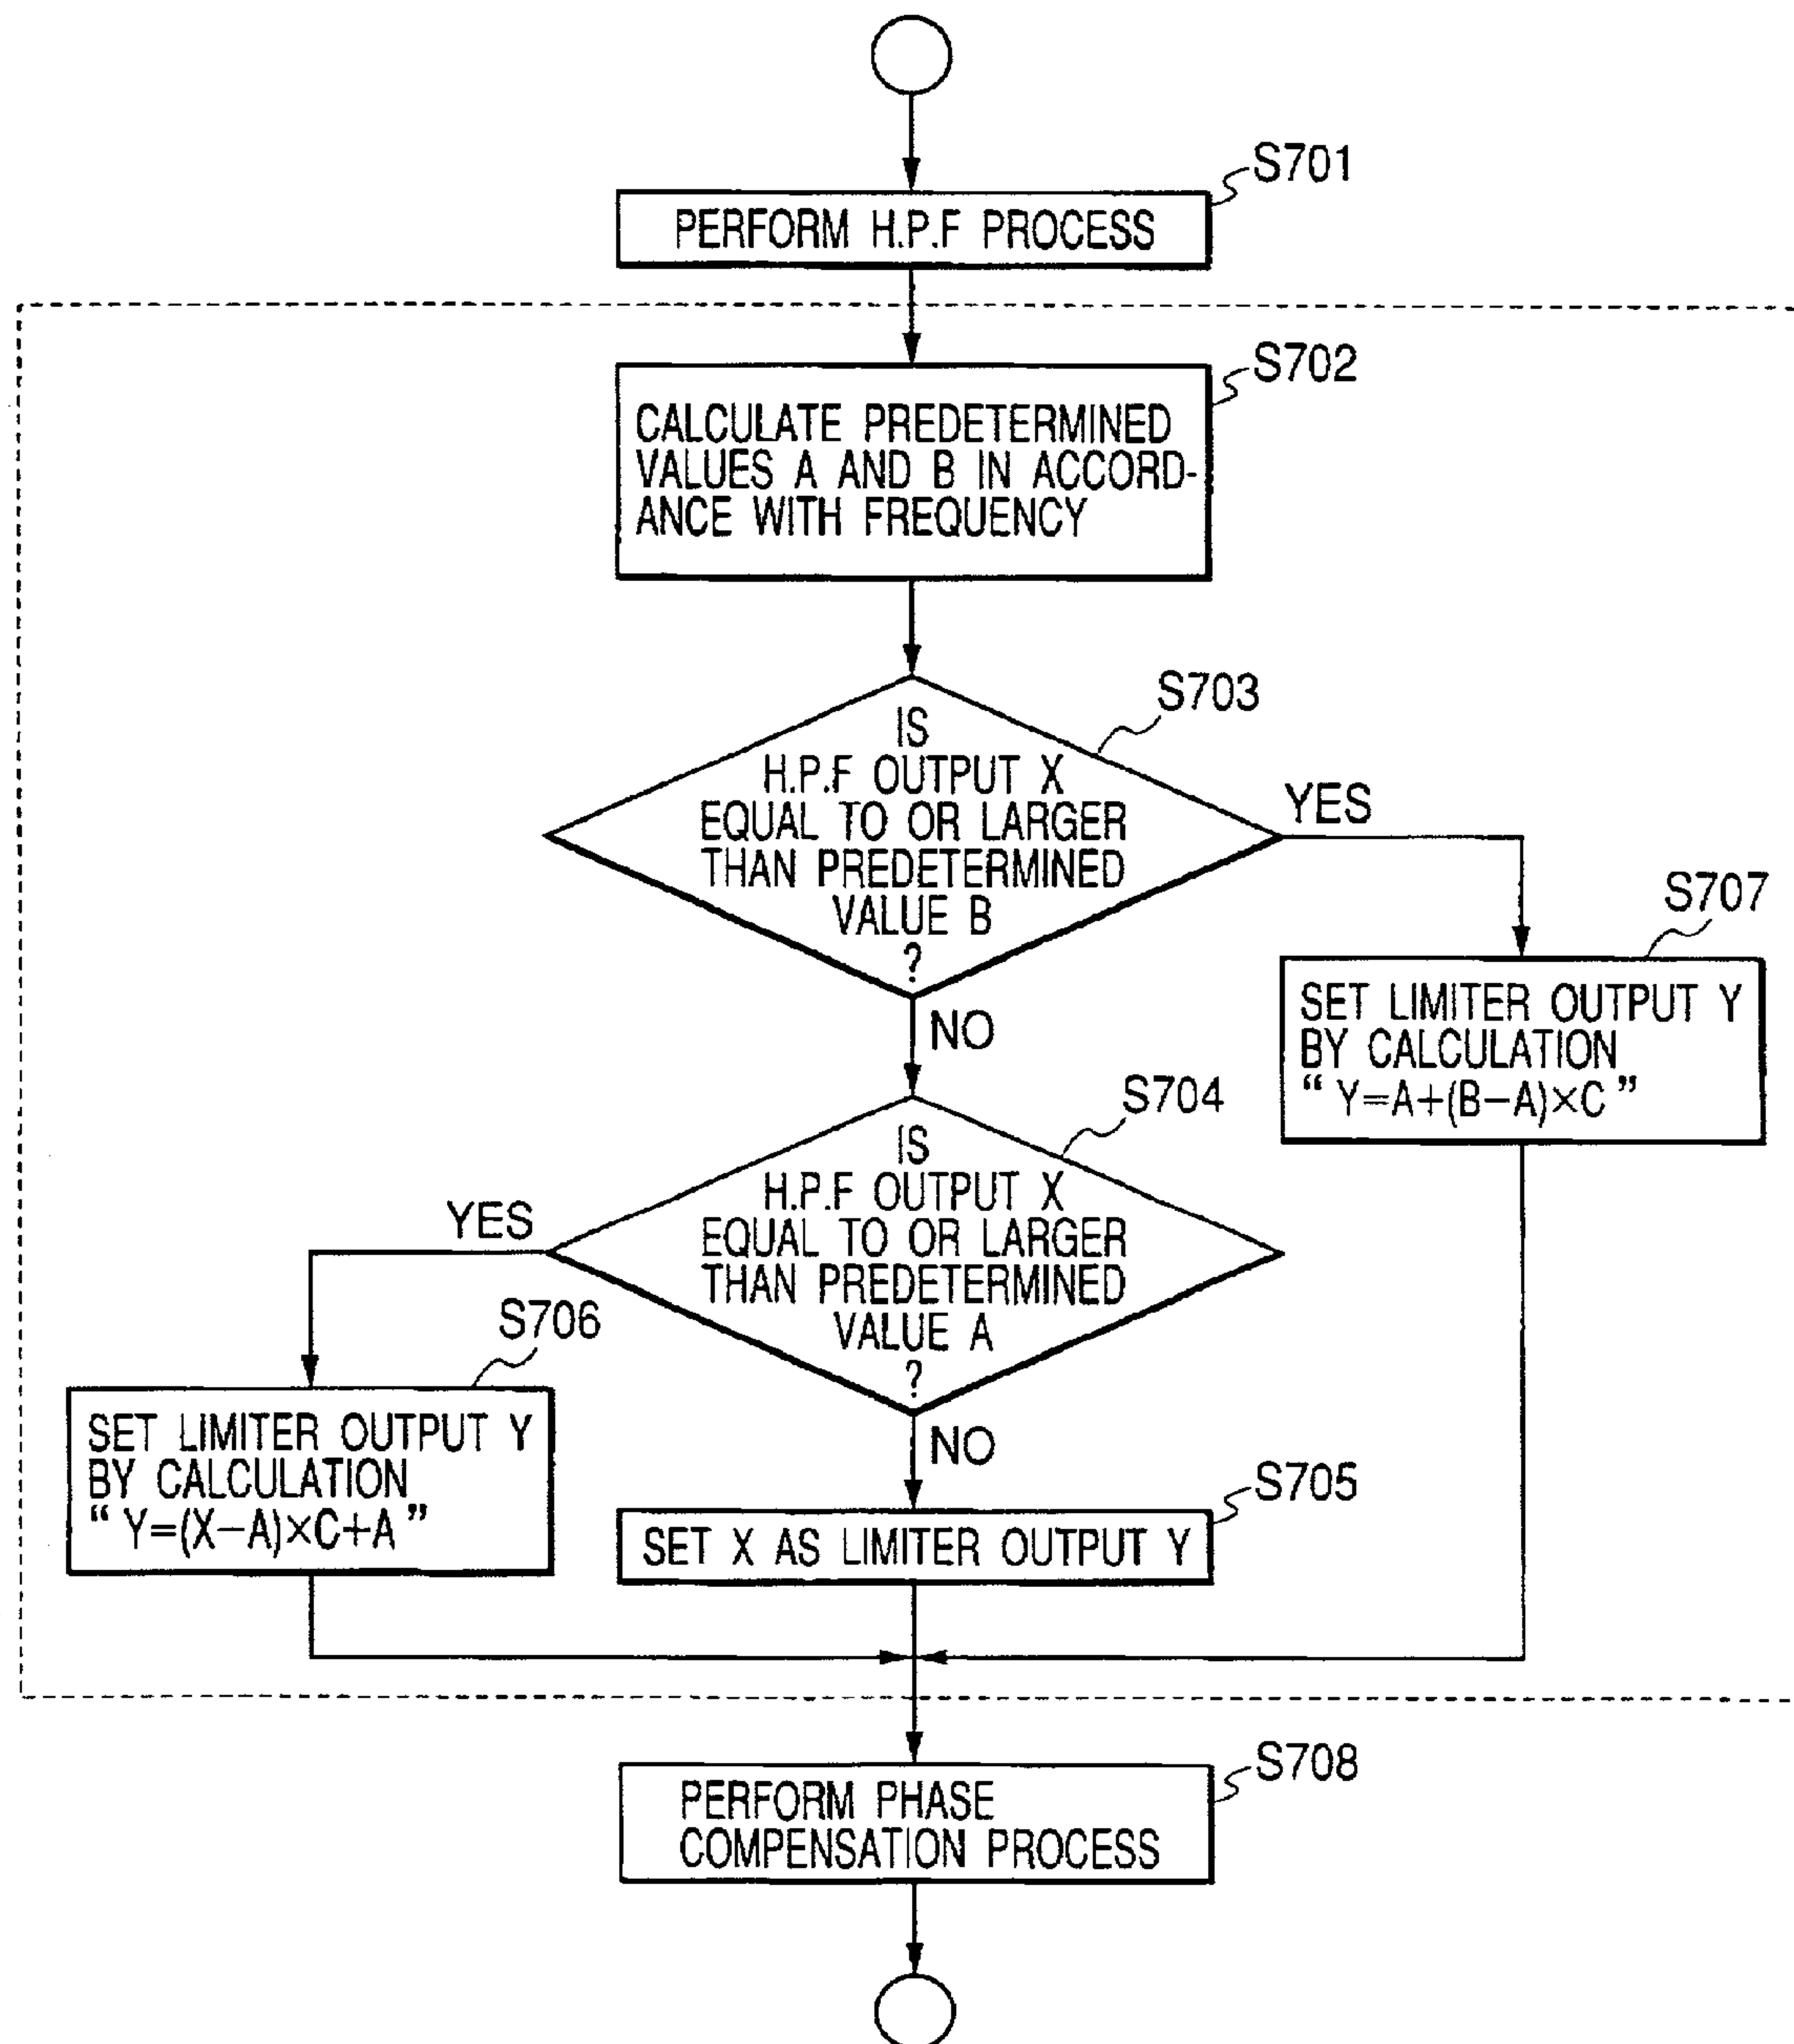 S701
PERFORM H.P.F PROCESS
S702
CALCULATE PREDETERMINED
VALUES A AND B IN ACCORD-
ANCE WITH FREQUENCY
S703
IS
H.P.F OUTPUT X
EQUAL TO OR LARGER
THAN PREDETERMINED
VALUE B
?
YES
NO
S707
SET LIMITER OUTPUT Y
BY CALCULATION
“ Y=A+(B−A)×C ”
S704
IS
H.P.F OUTPUT X
EQUAL TO OR LARGER
THAN PREDETERMINED
VALUE A
?
YES
NO
S706
SET LIMITER OUTPUT Y
BY CALCULATION
“ Y=(X−A)×C+A ”
S705
SET X AS LIMITER OUTPUT Y
S708
PERFORM PHASE
COMPENSATION PROCESS